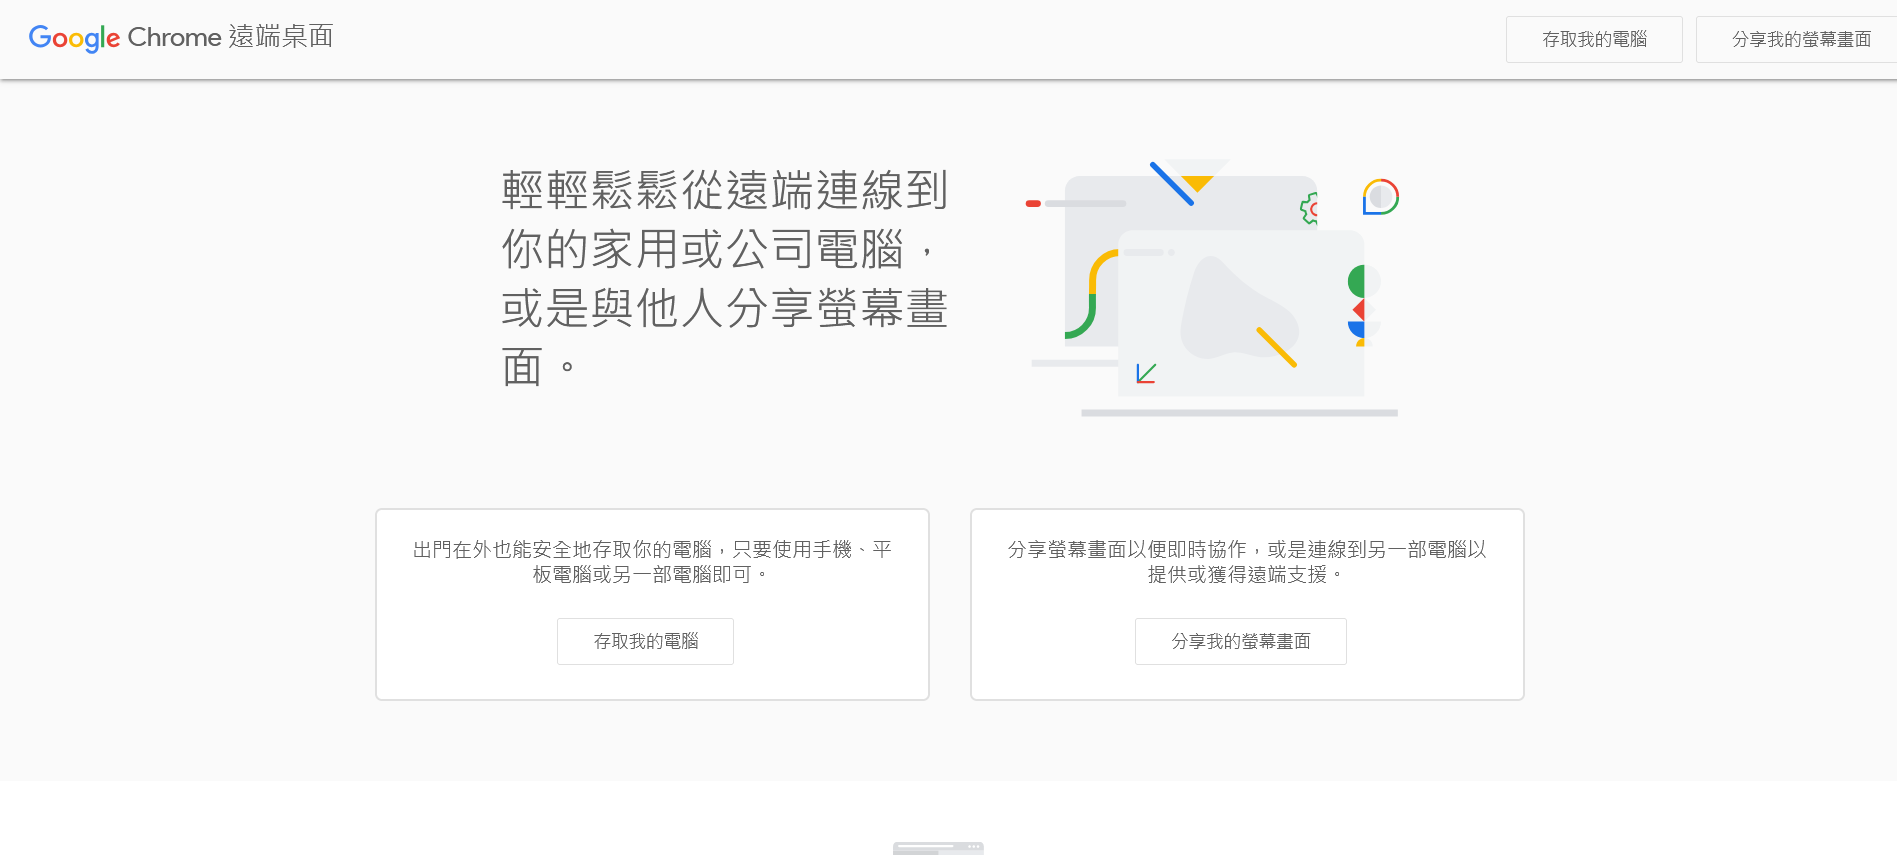 Google Chrome 遠端桌面
存取我的電腦
分享我的螢幕畫面
輕輕鬆鬆從遠端連線到
你的家用或公司電腦，
或是與他人分享螢幕畫
面。
出門在外也能安全地存取你的電腦，只要使用手機、平
板電腦或另一部電腦即可。
存取我的電腦
分享螢幕畫面以便即時協作，或是連線到另一部電腦以
提供或獲得遠端支援。
分享我的螢幕畫面